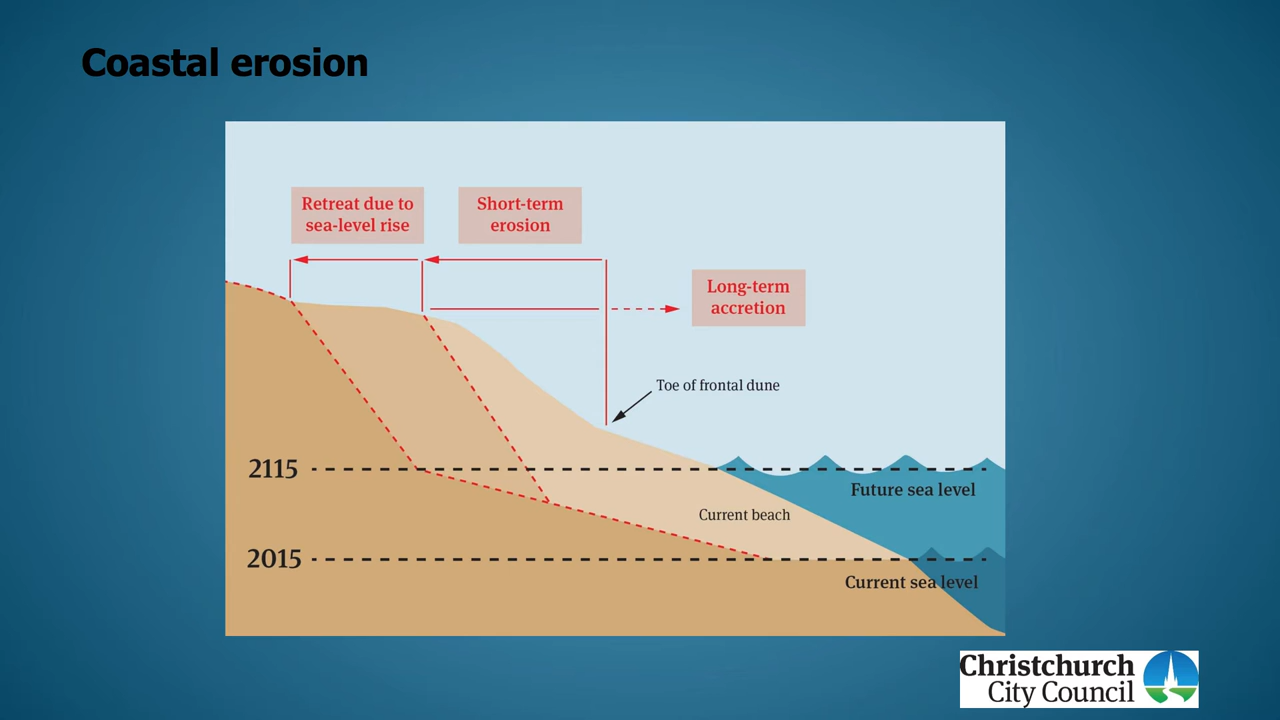 Coastal erosion
Retreat due to
sea-level rise
Short-term
erosion
Long-term
accretion
Toe of frontal dune
2115
Future sea level
Current beach
2015
Current sea level
Christchurch
City Council